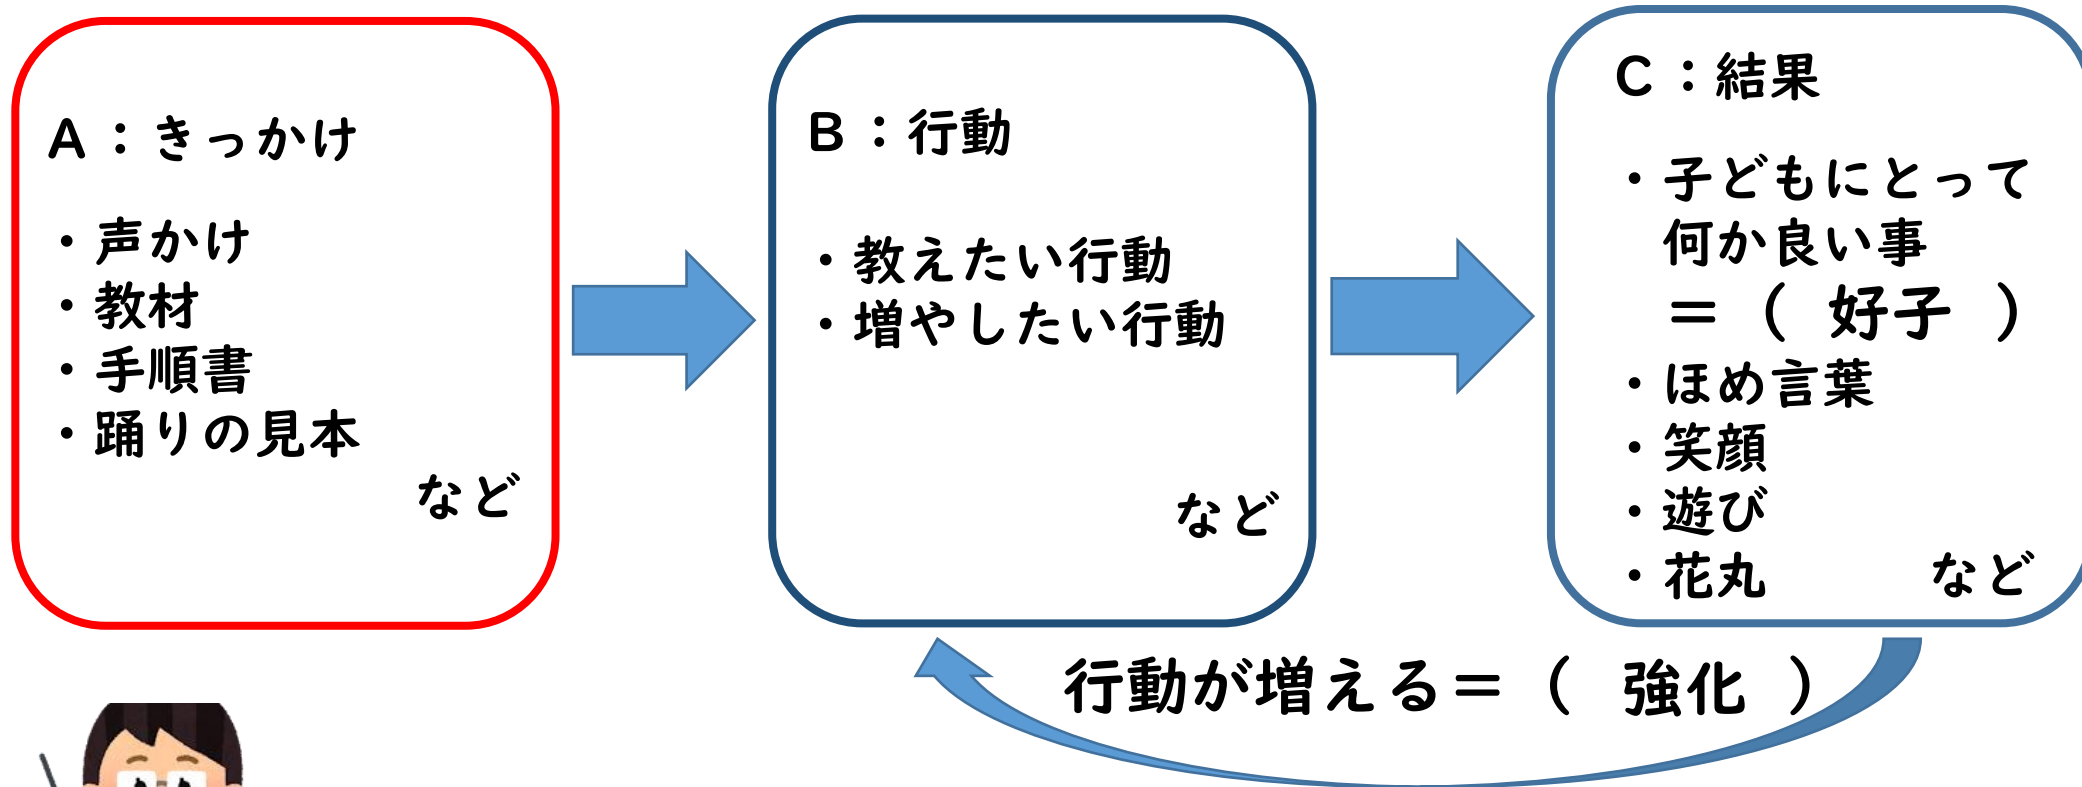 A：きっかけ
・声かけ
・教材
・手順書
・踊りの見本
など
B：行動
・教えたい行動
・増やしたい行動
など
C：結果
・子どもにとって
何か良い事
＝（ 好子 ）
・ほめ言葉
・笑顔
・遊び
・花丸 など
行動が増える＝（ 強化 ）